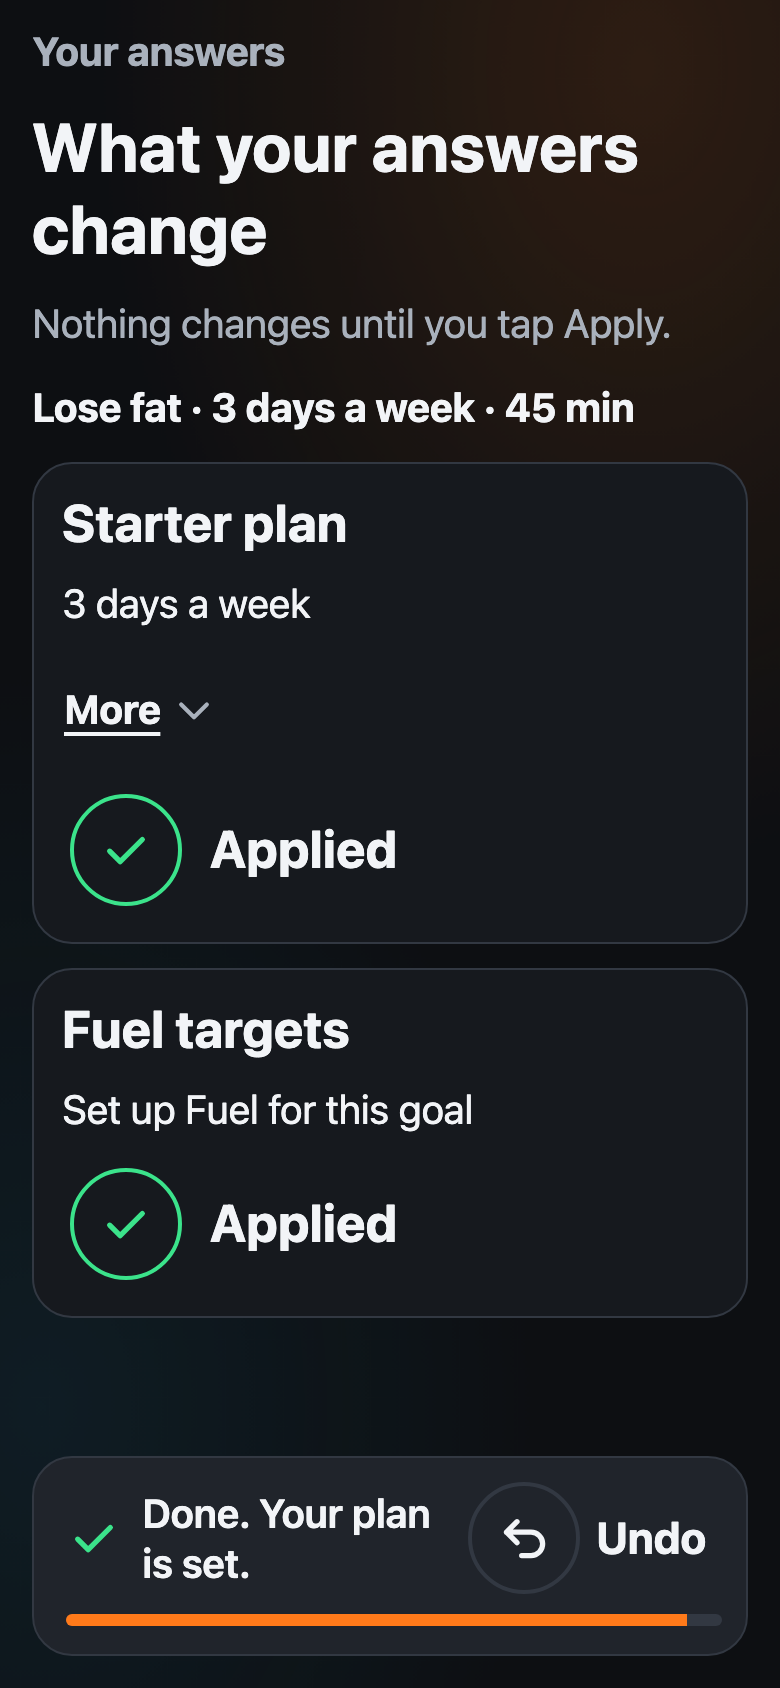 Your answers
What your answers
change
Nothing changes until you tap Apply.
Lose fat · 3 days a week · 45 min
Starter plan
3 days a week
More
Applied
Fuel targets
Set up Fuel for this goal
Applied
Done. Your plan
is set.
Undo